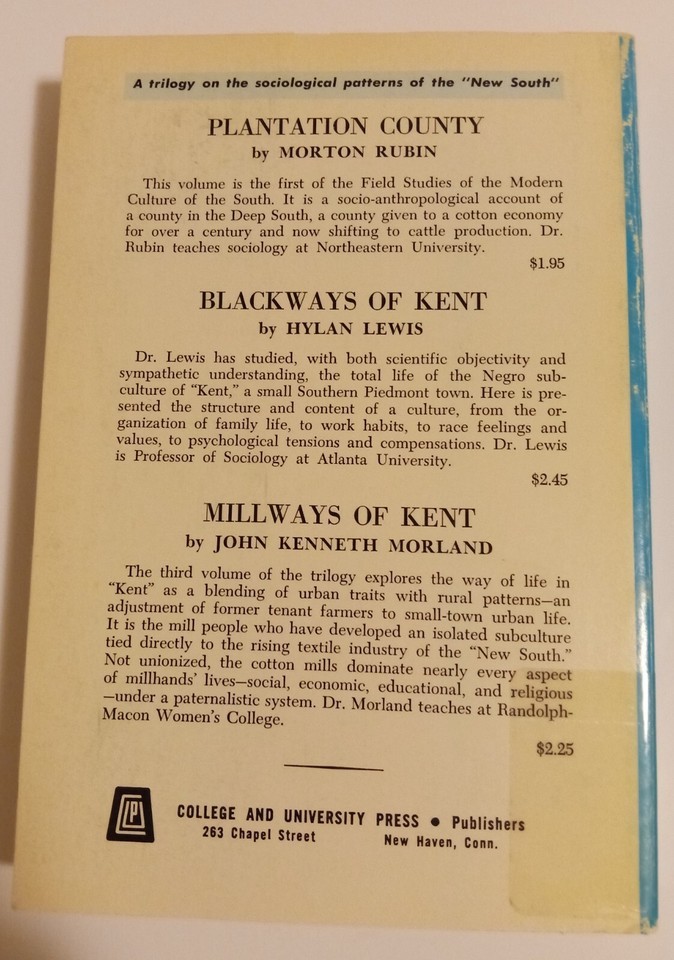 A trilogy on the sociological patterns of the "New South"
PLANTATION COUNTY
by MORTON RUBIN
This volume is the first of the Field Studies of the Modern
Culture of the South. It is a socio-anthropological account of
a county in the Deep South, a county given to a cotton economy
for over a century and now shifting to cattle production. Dr.
Rubin teaches sociology at Northeastern University.
$1.95
BLACKWAYS OF KENT
by HYLAN LEWIS
Dr. Lewis has studied, with both scientific objectivity and
sympathetic understanding, the total life of the Negro sub-
culture of "Kent," a small Southern Piedmont town. Here is pre-
sented the structure and content of a culture, from the or-
ganization of family life, to work habits, to race feelings and
values, to psychological tensions and compensations. Dr. Lewis
is Professor of Sociology at Atlanta University.
$2.45
MILLWAYS OF KENT
by JOHN KENNETH MORLAND
The third volume of the trilogy explores the way of life in
"Kent" as a blending of urban traits with rural patterns—an
adjustment of former tenant farmers to small-town urban life.
It is the mill people who have developed an isolated subculture
tied directly to the rising textile industry of the "New South."
Not unionized, the cotton mills dominate nearly every aspect
of millhands' lives—social, economic, educational, and religious
—under a paternalistic system. Dr. Morland teaches at Randolph-
Macon Women's College.
$2.25
COLLEGE AND UNIVERSITY PRESS • Publishers
263 Chapel Street New Haven, Conn.